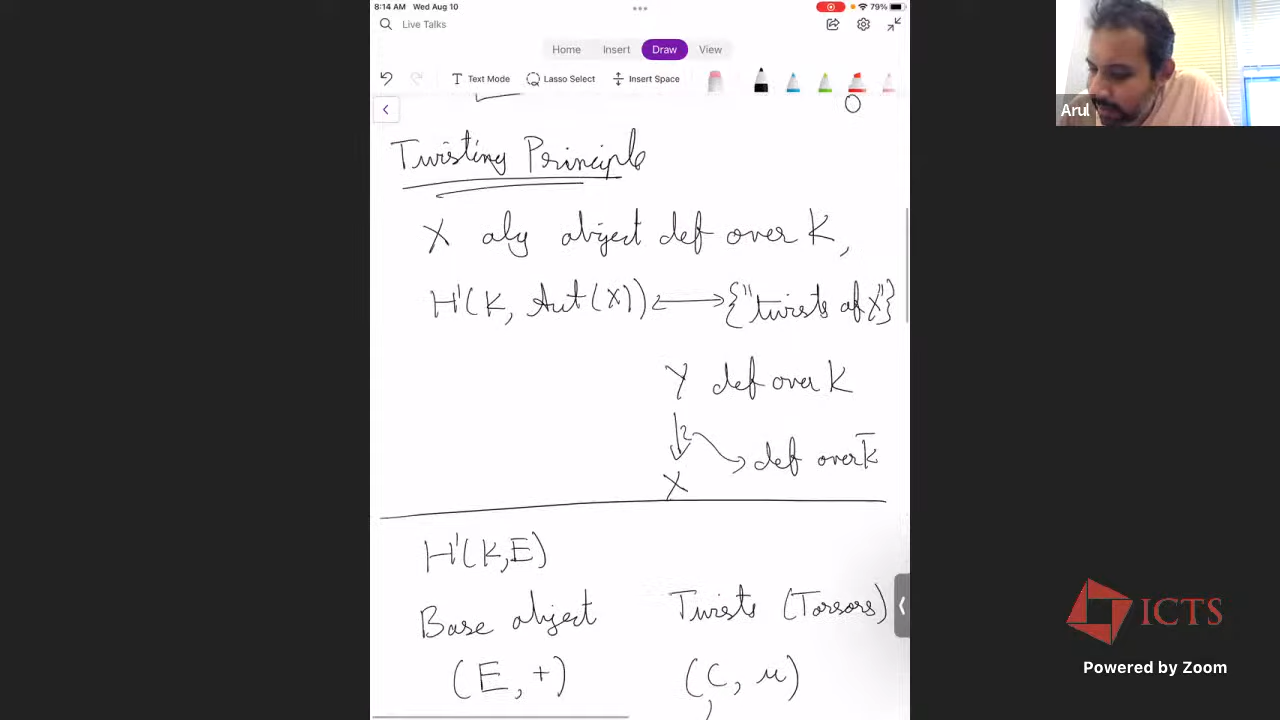 8:14 AM Wed Aug 10
79%
Live Talks
Home Insert Draw View
Text Mode Lasso Select Insert Space
Arul
Twisting Principle
X alg object def over K,
H¹(K, Aut(X)) ⟷ {"twists of X"}
Y def over K
↓ ~ → def over K̄
X
H¹(K,E)
Base object Twists (Torsors)
(E, +) (C, μ)
ICTS
Powered by Zoom